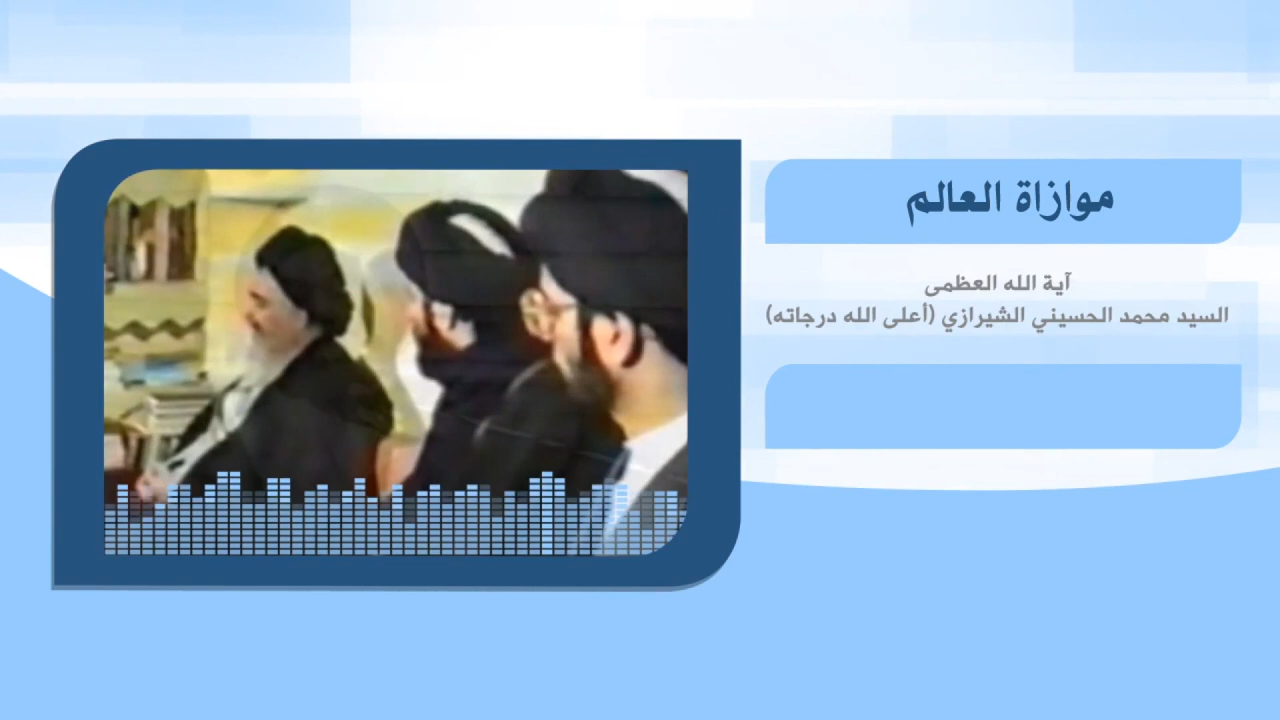 موازاة العالم
آية الله العظمى
السيد محمد الحسيني الشيرازي (أعلى الله درجاته)